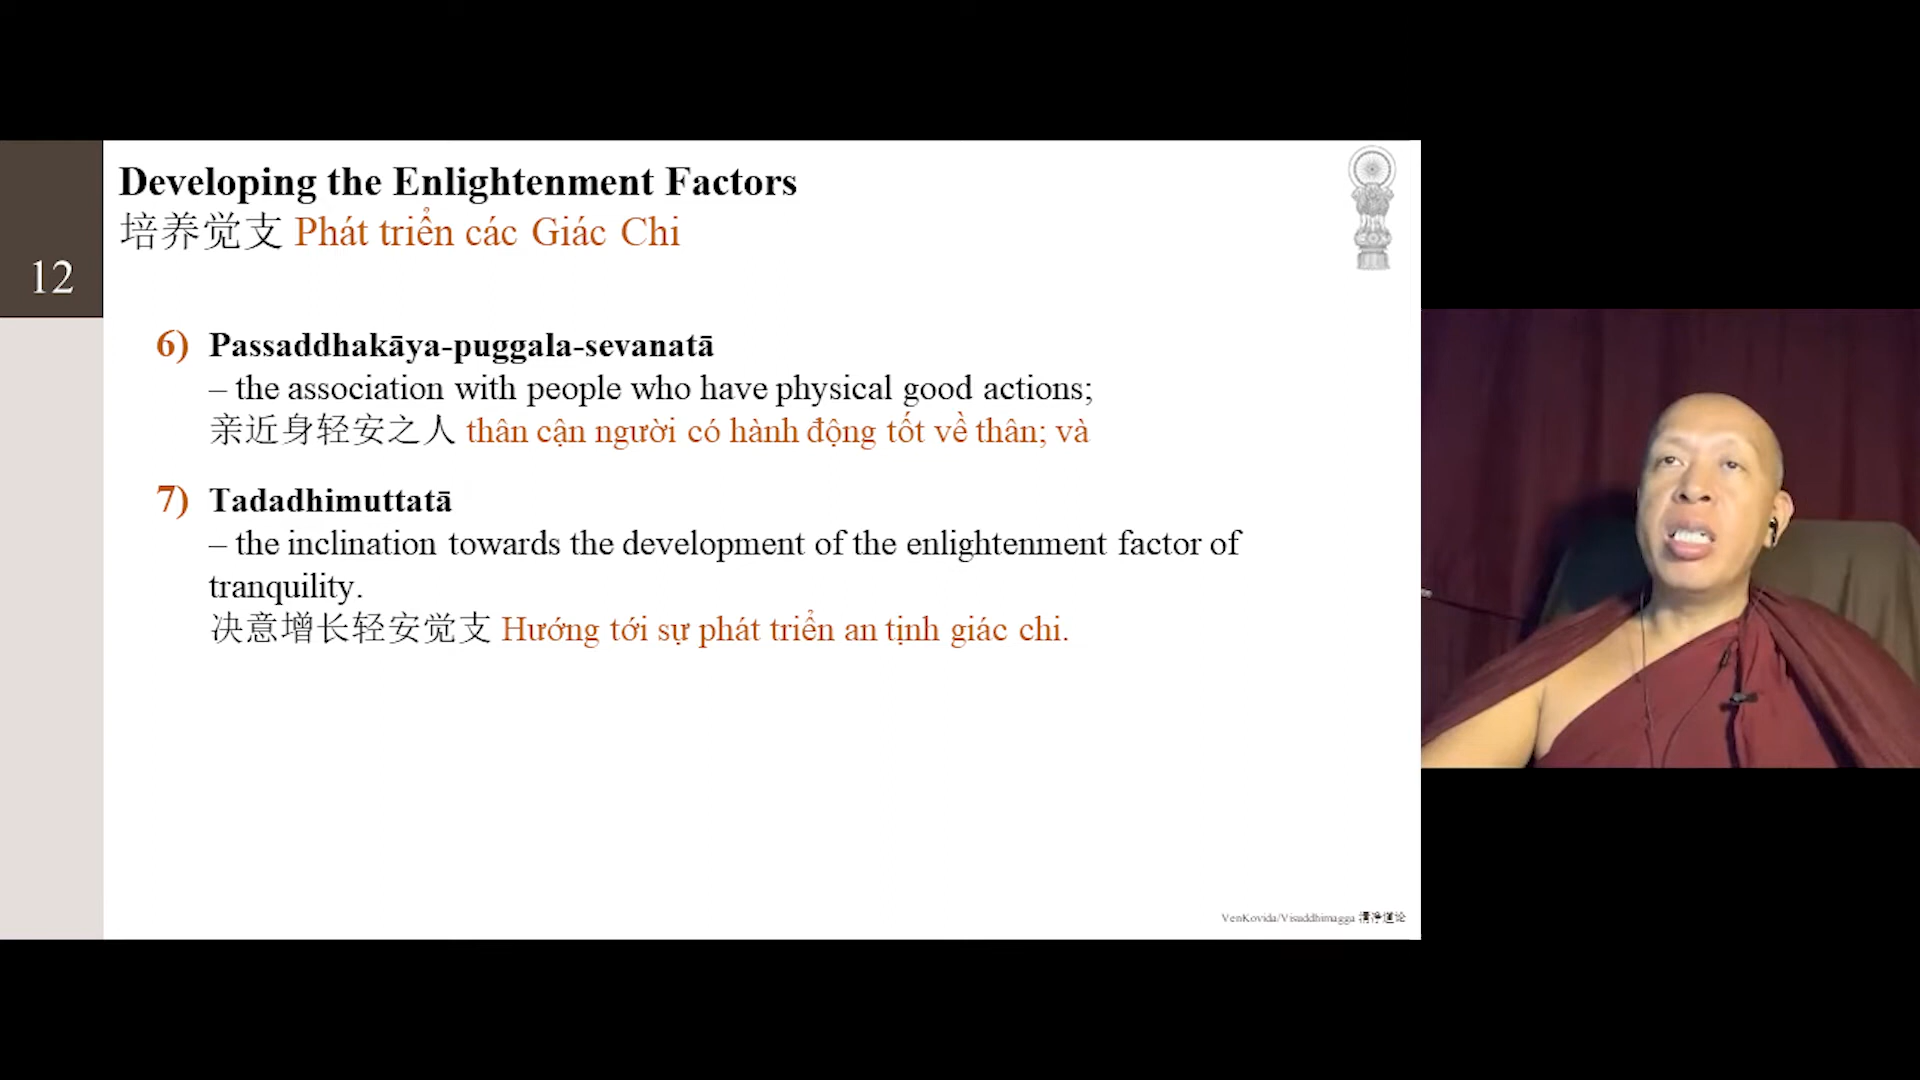 Developing the Enlightenment Factors
培养觉支 Phát triển các Giác Chi
12
6) Passaddhakāya-puggala-sevanatā
– the association with people who have physical good actions;
亲近身轻安之人 thân cận người có hành động tốt về thân; và
7) Tadadhimuttatā
– the inclination towards the development of the enlightenment factor of
tranquility.
决意增长轻安觉支 Hướng tới sự phát triển an tịnh giác chi.
VenKovida/Visuddhimagga 清净道论